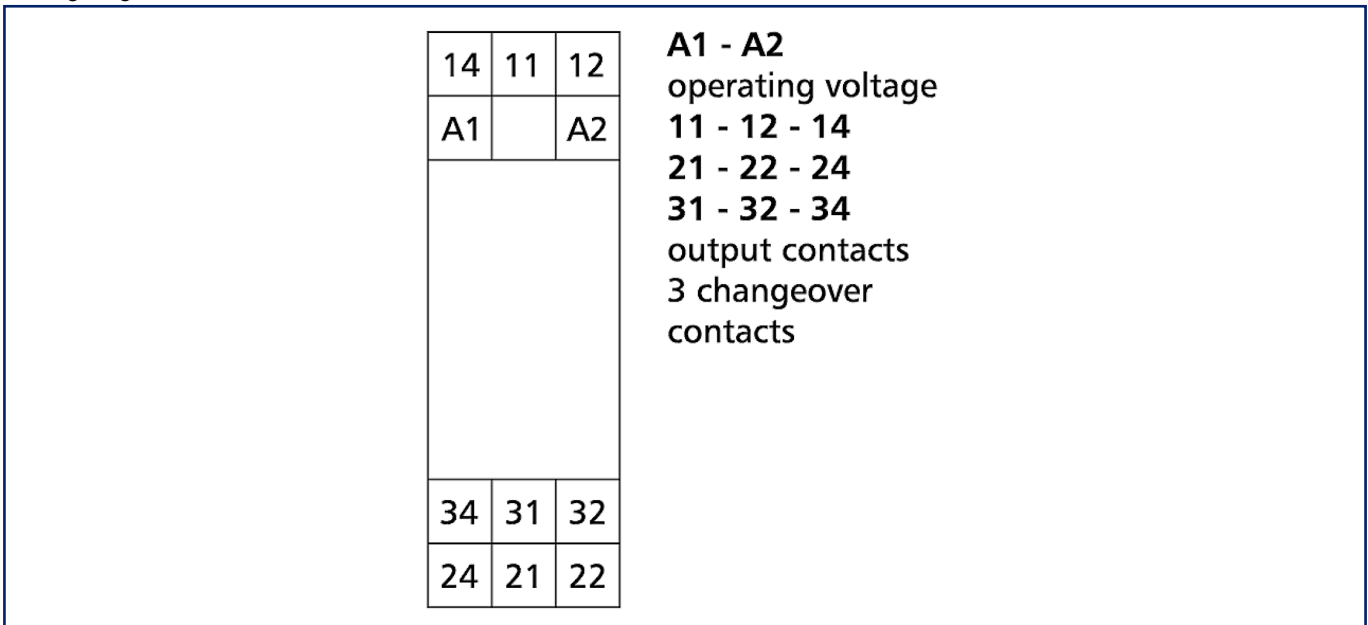 14 11 12
A1 A2
34 31 32
24 21 22
A1 - A2
operating voltage
11 - 12 - 14
21 - 22 - 24
31 - 32 - 34
output contacts
3 changeover
contacts